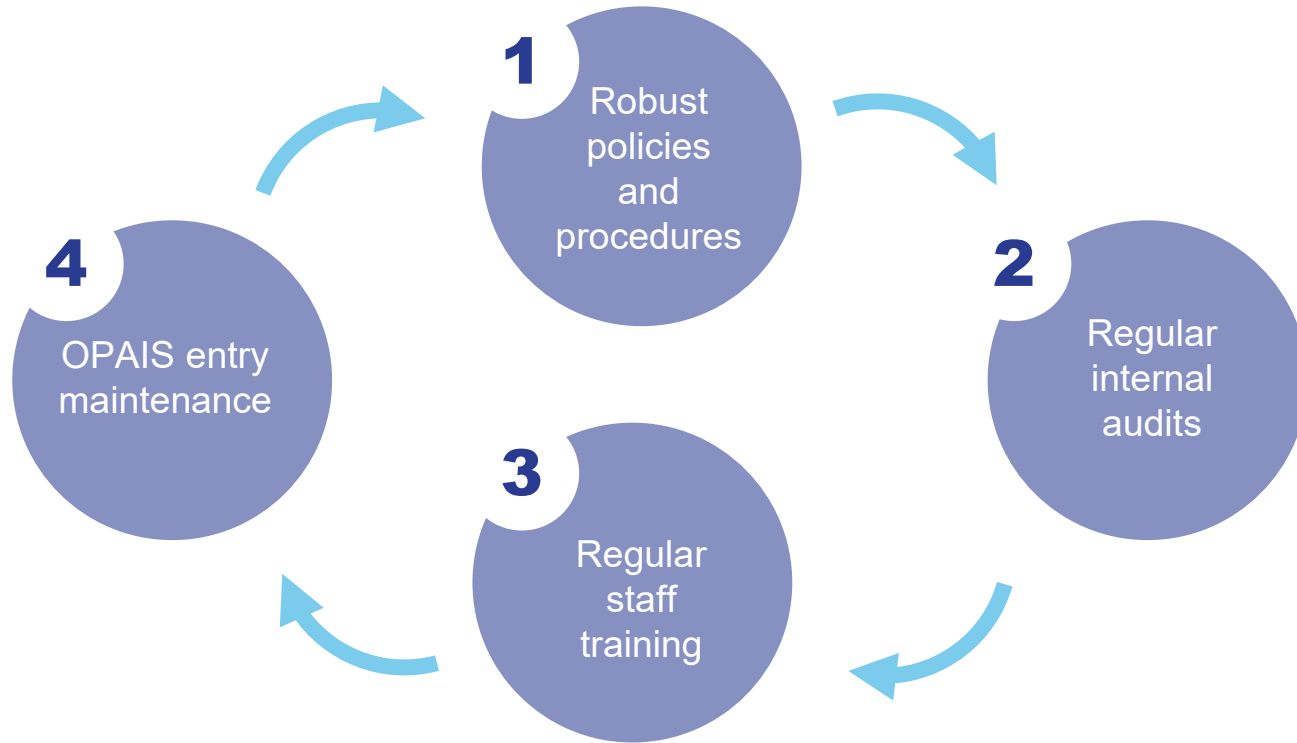 1
Robust
policies
and
procedures
2
Regular
internal
audits
3
Regular
staff
training
4
OPAIS entry
maintenance